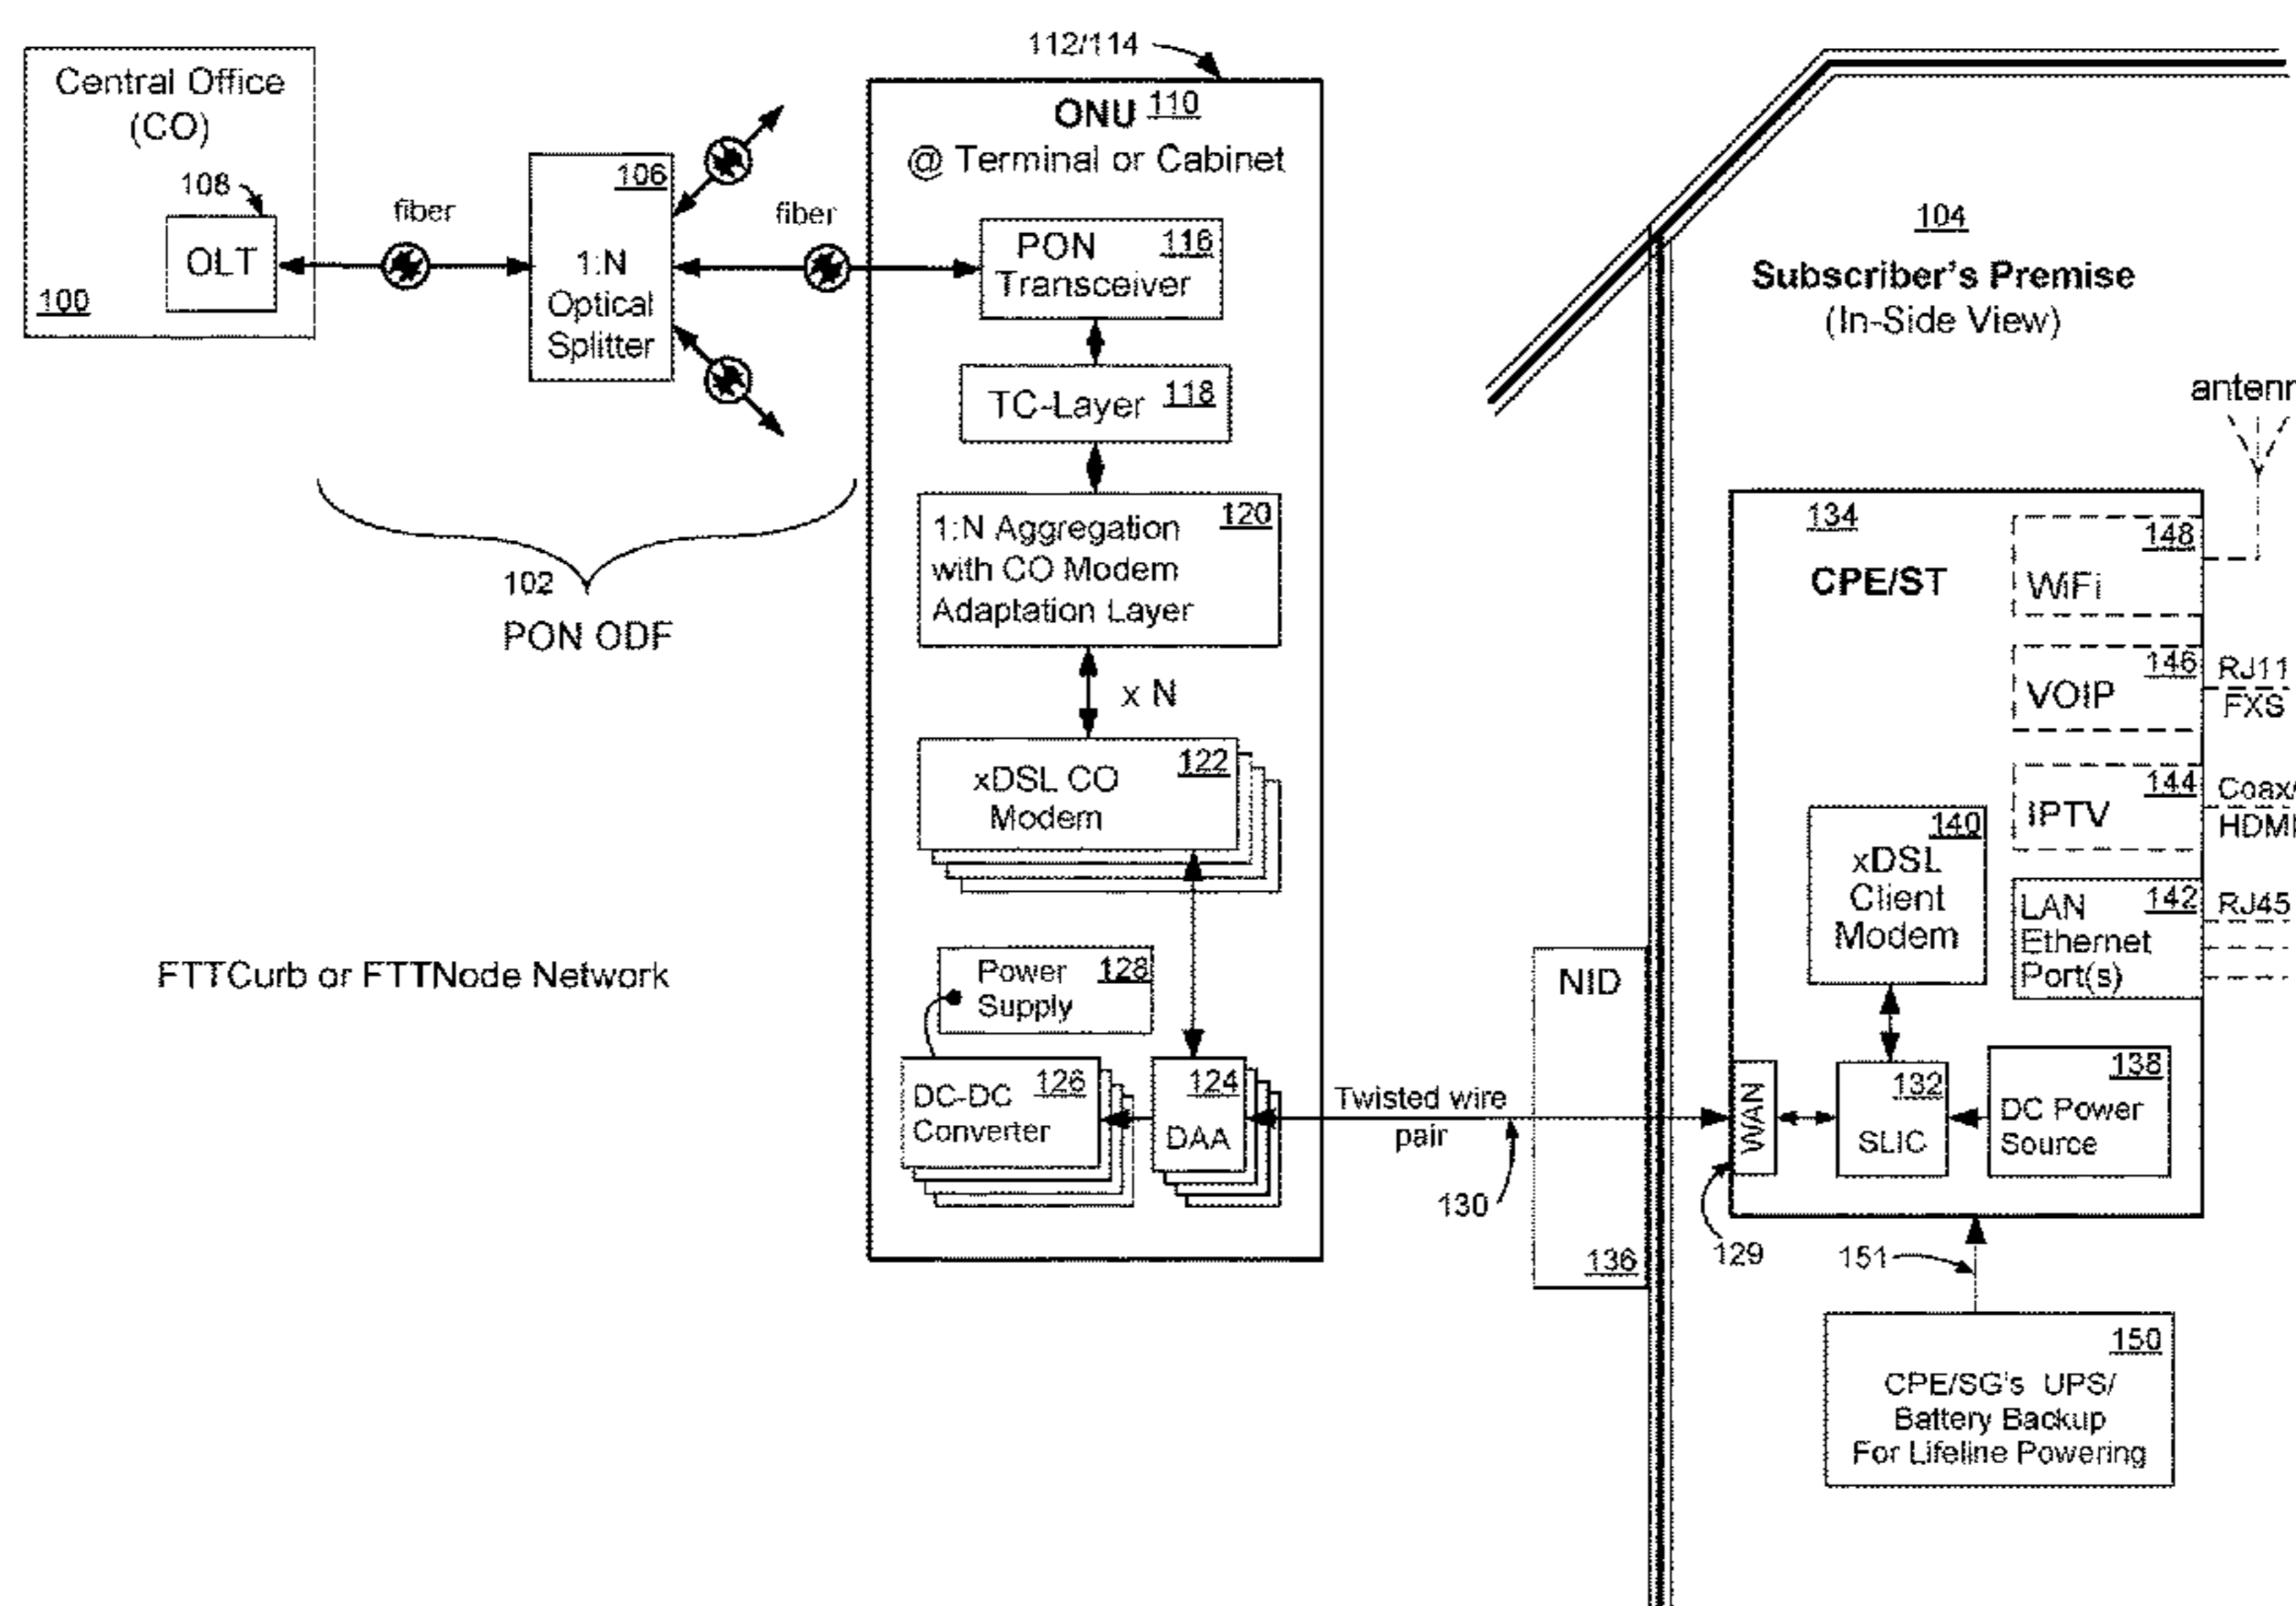 Central Office
(CO)
108
OLT
100
fiber
106
1:N
Optical
Splitter
fiber
102
PON ODF
FTTCurb or FTTNode Network
112/114
ONU 110
@ Terminal or Cabinet
PON 116
Transceiver
TC-Layer 118
1:N Aggregation 120
with CO Modem
Adaptation Layer
x N
xDSL CO 122
Modem
Power 128
Supply
DC-DC 126
Converter
124
DAA
Twisted wire
pair
130
NID
136
104
Subscriber's Premise
(In-Side View)
antenn
134
CPE/ST
148
WiFi
146
VOIP
RJ11
FXS
144
IPTV
Coax/
HDMI
140
xDSL
Client
Modem
LAN 142
Ethernet
Port(s)
RJ45
WAN
129
132
SLIC
138
DC Power
Source
151
150
CPE/SG's UPS/
Battery Backup
For Lifeline Powering